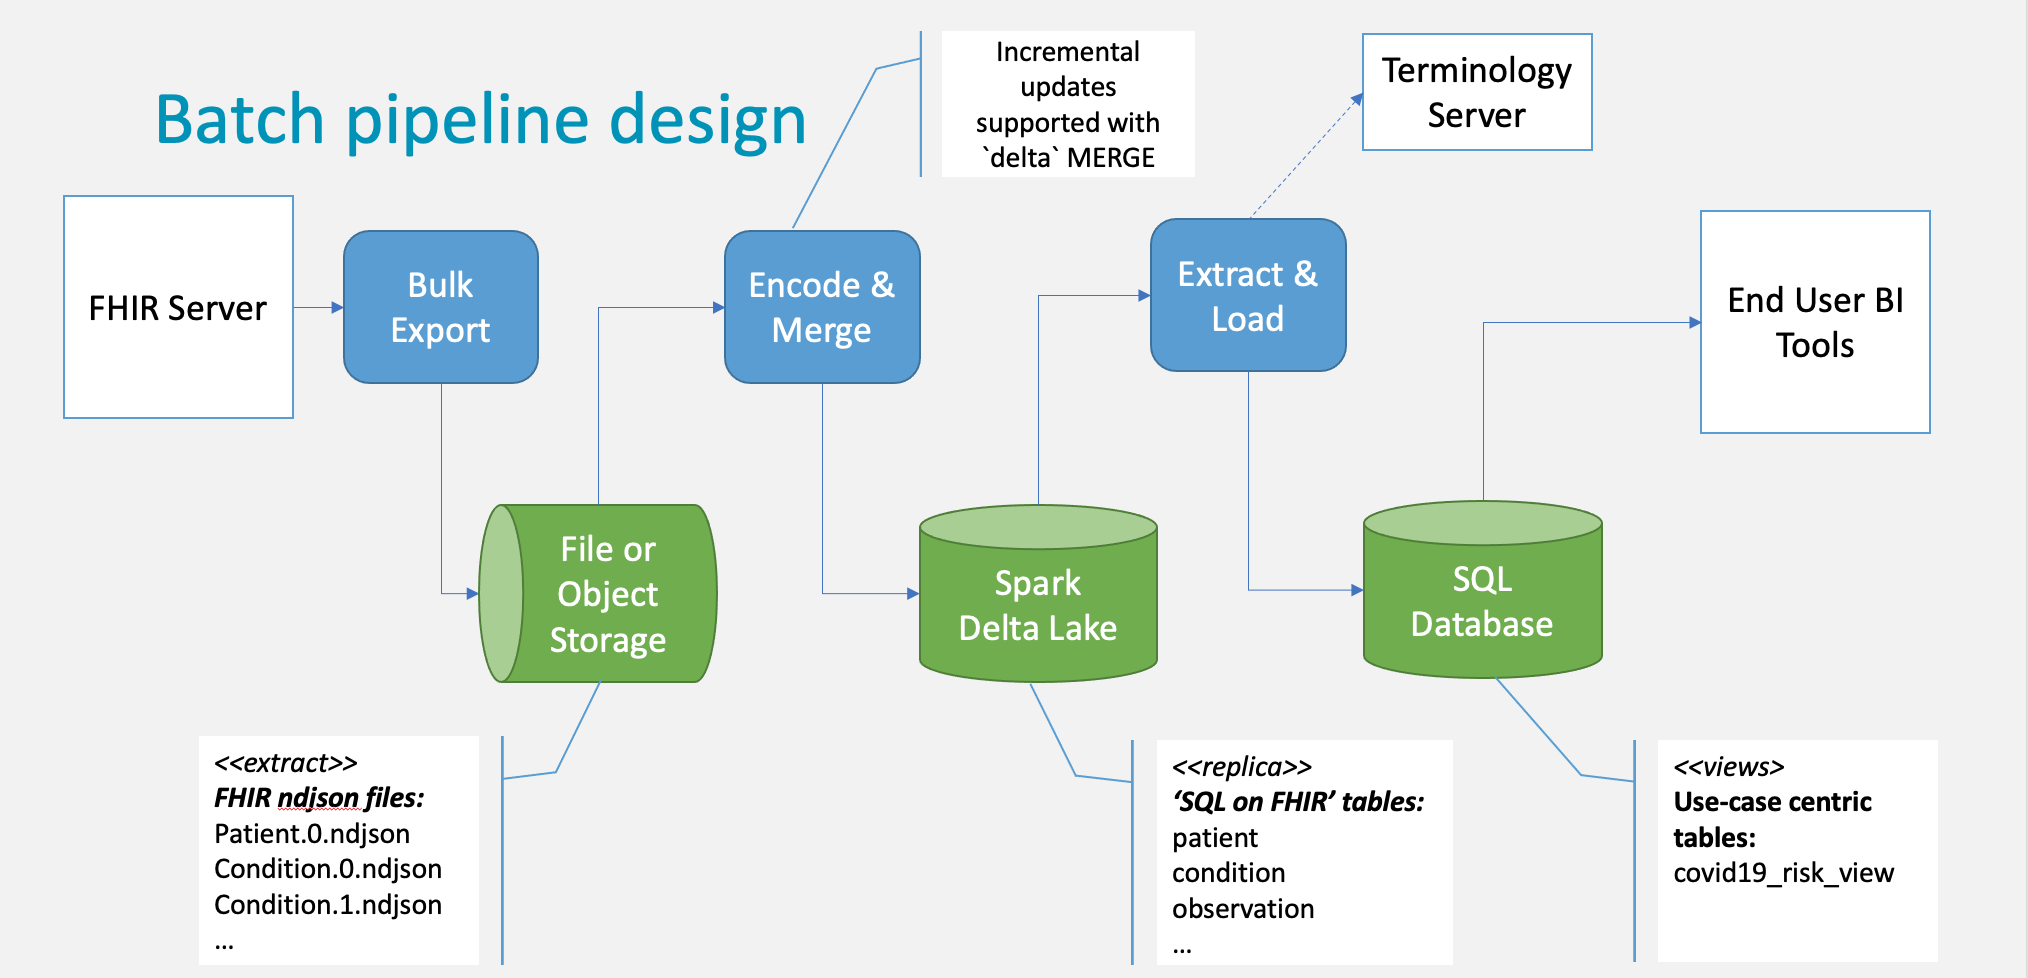 Batch pipeline design
Incremental
updates
supported with
`delta` MERGE
Terminology
Server
FHIR Server
Bulk
Export
Encode &
Merge
Extract &
Load
End User BI
Tools
File or
Object
Storage
Spark
Delta Lake
SQL
Database
<<extract>>
FHIR ndjson files:
Patient.0.ndjson
Condition.0.ndjson
Condition.1.ndjson
...
<<replica>>
‘SQL on FHIR’ tables:
patient
condition
observation
...
<<views>
Use-case centric
tables:
covid19_risk_view